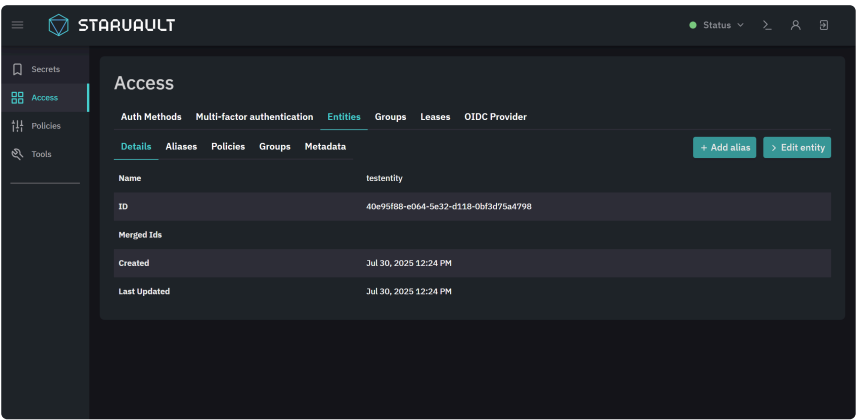 STARVAULT
Status
Secrets
Access
Policies
Tools
Access
Auth Methods Multi-factor authentication Entities Groups Leases OIDC Provider
Details Aliases Policies Groups Metadata
+ Add alias > Edit entity
Name testentity
ID 40e95f88-e064-5e32-d118-0bf3d75a4798
Merged Ids
Created Jul 30, 2025 12:24 PM
Last Updated Jul 30, 2025 12:24 PM